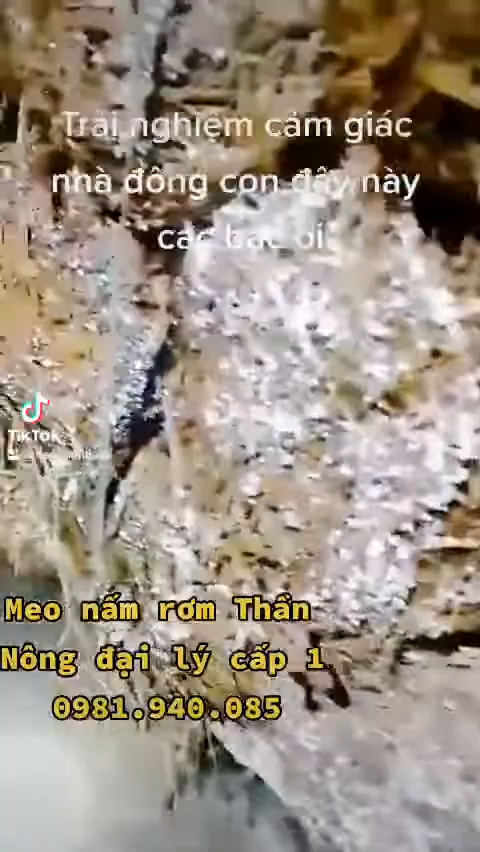 Trải nghiệm cảm giác
nhà đông con đây này
các bác ơi
TikTok
Meo nấm rơm Thần
Nông đại lý cấp 1
0981.940.085